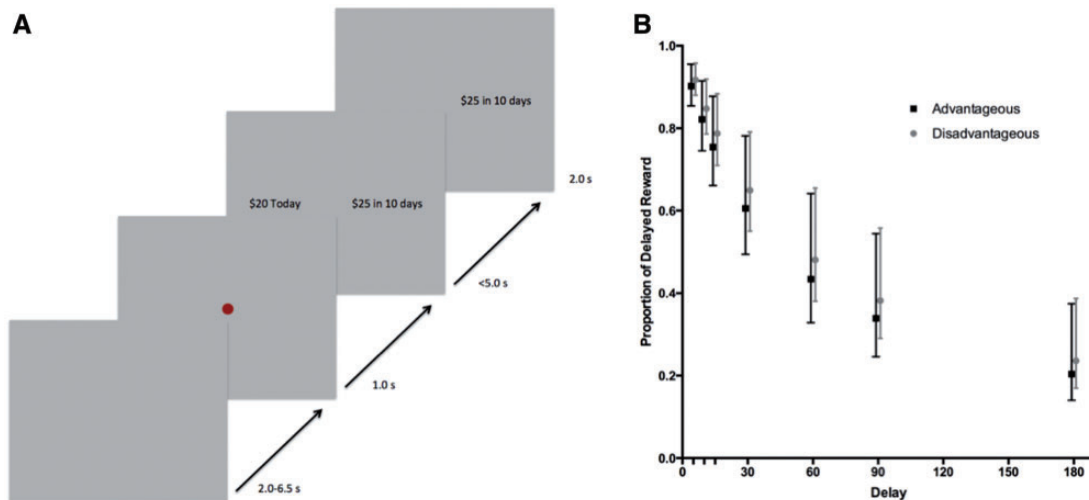 A
$25 in 10 days
2.0 s
$20 Today
$25 in 10 days
<5.0 s
1.0 s
2.0-6.5 s
B
1.0
0.8
0.6
0.4
0.2
0.0
Proportion of Delayed Reward
Advantageous
Disadvantageous
0
30
60
90
120
150
180
Delay